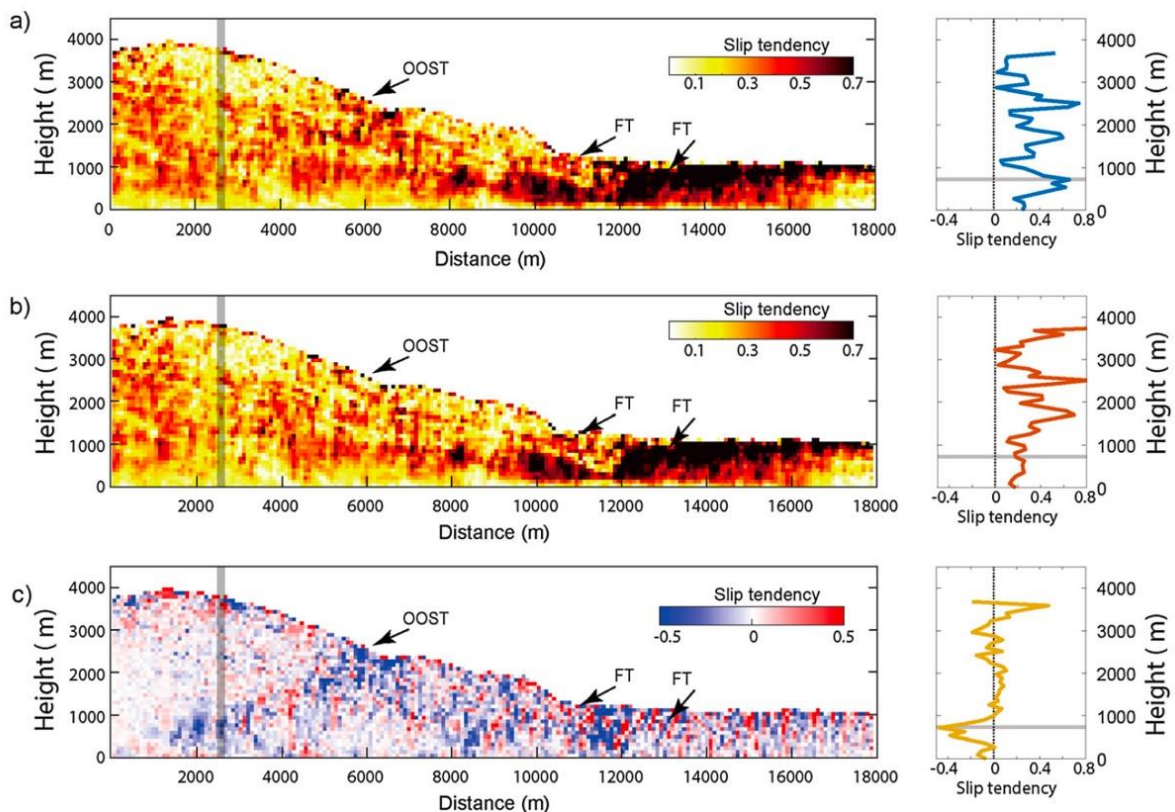 a)
Height ( m)
4000
3000
2000
1000
0
OOST
FT
FT
Slip tendency
0.1 0.3 0.5 0.7
0 2000 4000 6000 8000 10000 12000 14000 16000 18000
Distance (m)
4000
3000
2000
1000
0
Height ( m)
-0.4 0 0.4 0.8
Slip tendency
b)
Height ( m)
4000
3000
2000
1000
0
OOST
FT
FT
Slip tendency
0.1 0.3 0.5 0.7
2000 4000 6000 8000 10000 12000 14000 16000 18000
Distance (m)
4000
3000
2000
1000
0
Height ( m)
-0.4 0 0.4 0.8
Slip tendency
c)
Height ( m)
4000
3000
2000
1000
0
OOST
FT
FT
Slip tendency
-0.5 0 0.5
2000 4000 6000 8000 10000 12000 14000 16000 18000
Distance (m)
4000
3000
2000
1000
0
Height ( m)
-0.4 0 0.4 0.8
Slip tendency